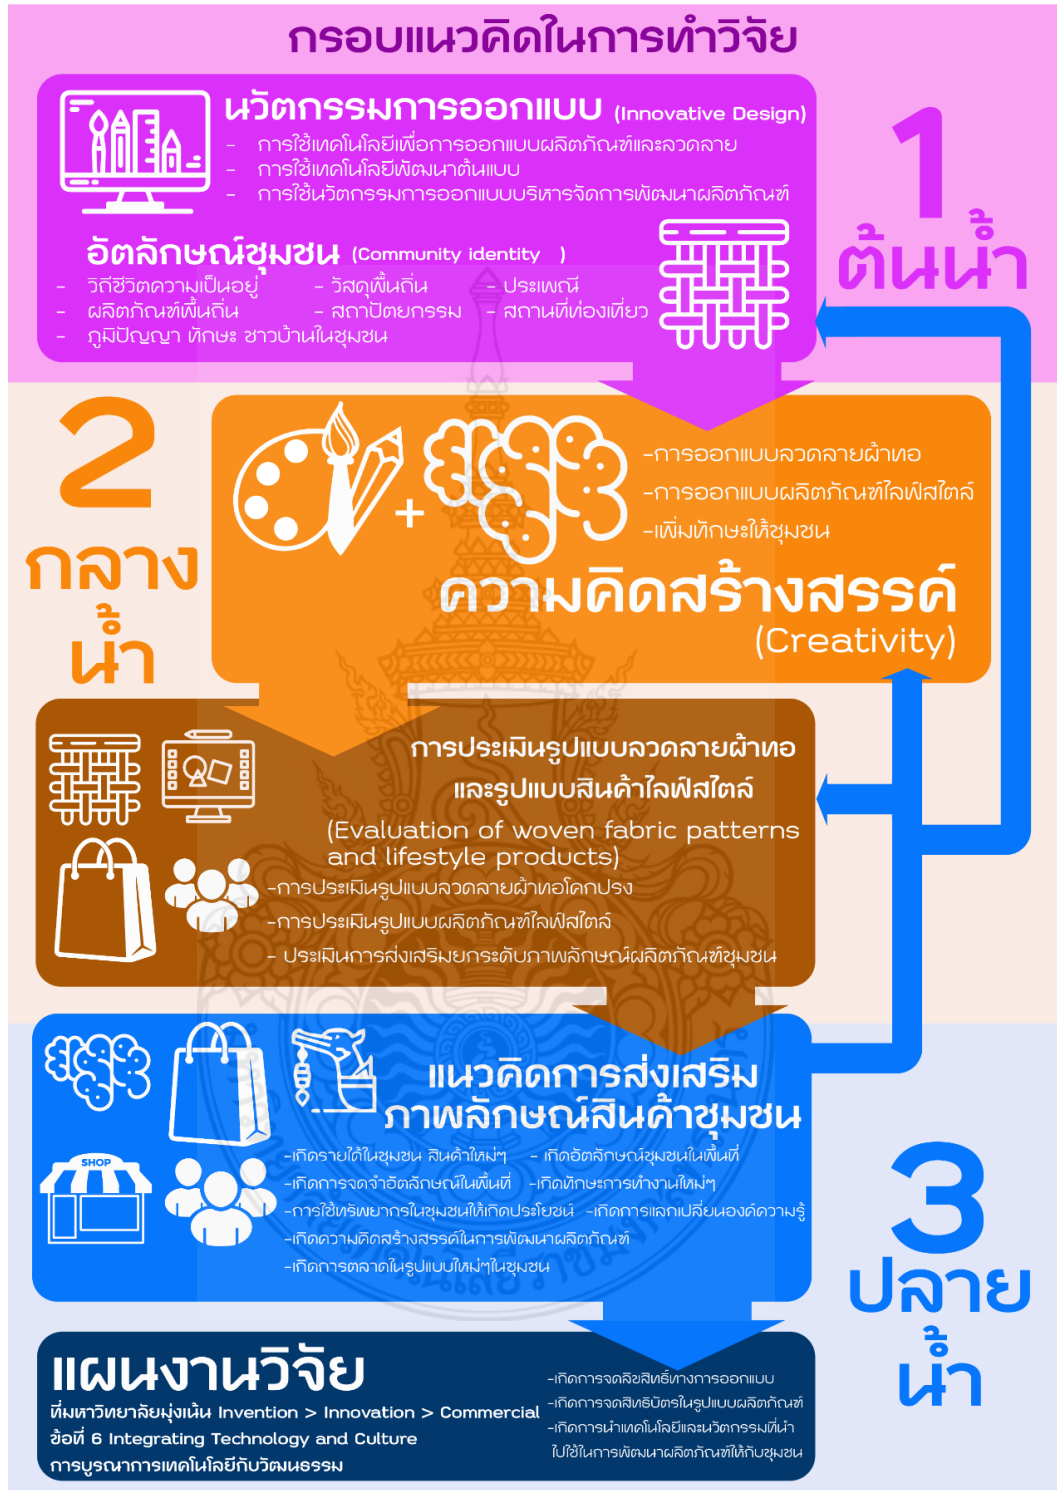 กรอบแนวคิดในการทำวิจัย
1
ต้นน้ำ
นวัตกรรมการออกแบบ (Innovative Design)
- การใช้เทคโนโลยีเพื่อการออกแบบผลิตภัณฑ์และลวดลาย
- การใช้เทคโนโลยีพัฒนาต้นแบบ
- การใช้นวัตกรรมการออกแบบบริหารจัดการพัฒนาผลิตภัณฑ์
อัตลักษณ์ชุมชน (Community identity )
- วิถีชีวิตความเป็นอยู่ - วัสดุพื้นถิ่น - ประเพณี
- ผลิตภัณฑ์พื้นถิ่น - สถาปัตยกรรม - สถานที่ท่องเที่ยว
- ภูมิปัญญา ทักษะ ชาวบ้านในชุมชน
2
กลาง
น้ำ
+
-การออกแบบลวดลายผ้าทอ
-การออกแบบผลิตภัณฑ์ไลฟ์สไตล์
-เพิ่มทักษะให้ชุมชน
ความคิดสร้างสรรค์
(Creativity)
การประเมินรูปแบบลวดลายผ้าทอ
และรูปแบบสินค้าไลฟ์สไตล์
(Evaluation of woven fabric patterns
and lifestyle products)
-การประเมินรูปแบบลวดลายผ้าทอโคกปรง
-การประเมินรูปแบบผลิตภัณฑ์ไลฟ์สไตล์
- ประเมินการส่งเสริมยกระดับภาพลักษณ์ผลิตภัณฑ์ชุมชน
3
ปลาย
น้ำ
แนวคิดการส่งเสริม
ภาพลักษณ์สินค้าชุมชน
SHOP
-เกิดรายได้ในชุมชน สินค้าใหม่ๆ - เกิดอัตลักษณ์ชุมชนในพื้นที่
-เกิดการจดจำอัตลักษณ์ในพื้นที่ -เกิดทักษะการทำงานใหม่ๆ
-การใช้ทรัพยากรในชุมชนให้เกิดประโยชน์ -เกิดการแลกเปลี่ยนองค์ความรู้
-เกิดความคิดสร้างสรรค์ในการพัฒนาผลิตภัณฑ์
-เกิดการตลาดในรูปแบบใหม่ๆในชุมชน
แผนงานวิจัย
ที่มหาวิทยาลัยมุ่งเน้น Invention > Innovation > Commercial
ข้อที่ 6 Integrating Technology and Culture
การบูรณาการเทคโนโลยีกับวัฒนธรรม
-เกิดการจดลิขสิทธิ์ทางการออกแบบ
-เกิดการจดสิทธิบัตรในรูปแบบผลิตภัณฑ์
-เกิดการนำเทคโนโลยีและนวัตกรรมที่นำ
ไปใช้ในการพัฒนาผลิตภัณฑ์ให้กับชุมชน